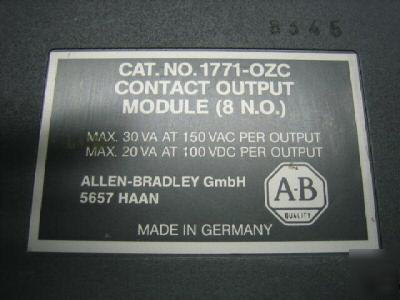 8345
CAT. NO. 1771-OZC
CONTACT OUTPUT
MODULE (8 N.O.)
MAX. 30 VA AT 150 VAC PER OUTPUT
MAX. 20 VA AT 100 VDC PER OUTPUT
ALLEN-BRADLEY GmbH
5657 HAAN
A-B
QUALITY
MADE IN GERMANY